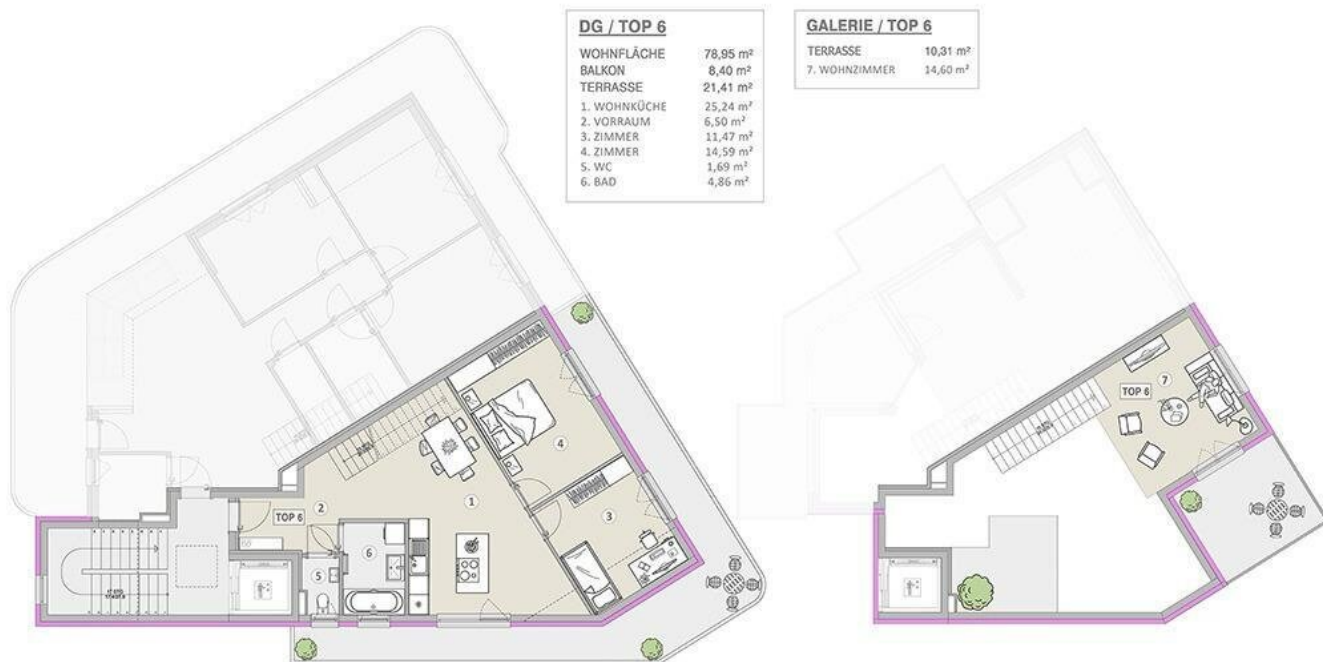 DG / TOP 6
WOHNFLÄCHE 78,95 m²
BALKON 8,40 m²
TERRASSE 21,41 m²
1. WOHNKÜCHE 25,24 m²
2. VORRAUM 6,50 m²
3. ZIMMER 11,47 m²
4. ZIMMER 14,59 m²
5. WC 1,69 m²
6. BAD 4,86 m²
GALERIE / TOP 6
TERRASSE 10,31 m²
7. WOHNZIMMER 14,60 m²
4
1
3
2
TOP 6
6
5
7
TOP 6